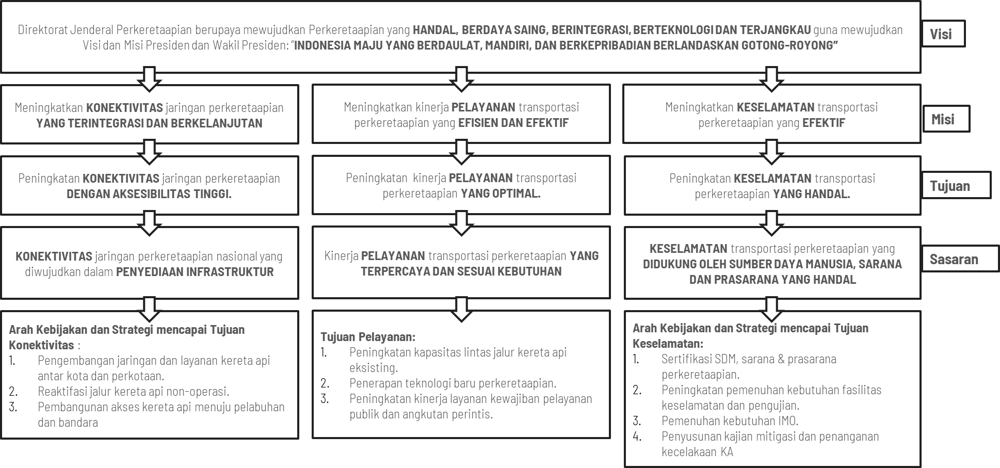 Direktorat Jenderal Perkeretaapian berupaya mewujudkan Perkeretaapian yang HANDAL, BERDAYA SAING, BERINTEGRASI, BERTEKNOLOGI DAN TERJANGKAU guna mewujudkan
Visi dan Misi Presiden dan Wakil Presiden: “INDONESIA MAJU YANG BERDAULAT, MANDIRI, DAN BERKEPRIBADIAN BERLANDASKAN GOTONG-ROYONG”
Visi
Meningkatkan KONEKTIVITAS jaringan perkeretaapian
YANG TERINTEGRASI DAN BERKELANJUTAN
Meningkatkan kinerja PELAYANAN transportasi
perkeretaapian yang EFISIEN DAN EFEKTIF
Meningkatkan KESELAMATAN transportasi
perkeretaapian yang EFEKTIF
Misi
Peningkatan KONEKTIVITAS jaringan perkeretaapian
DENGAN AKSESIBILITAS TINGGI.
Peningkatan kinerja PELAYANAN transportasi
perkeretaapian YANG OPTIMAL.
Peningkatan KESELAMATAN transportasi
perkeretaapian YANG HANDAL.
Tujuan
KONEKTIVITAS jaringan perkeretaapian nasional yang
diwujudkan dalam PENYEDIAAN INFRASTRUKTUR
Kinerja PELAYANAN transportasi perkeretaapian YANG
TERPERCAYA DAN SESUAI KEBUTUHAN
KESELAMATAN transportasi perkeretaapian yang
DIDUKUNG OLEH SUMBER DAYA MANUSIA, SARANA
DAN PRASARANA YANG HANDAL
Sasaran
Arah Kebijakan dan Strategi mencapai Tujuan
Konektivitas :
1. Pengembangan jaringan dan layanan kereta api
antar kota dan perkotaan.
2. Reaktifasi jalur kereta api non-operasi.
3. Pembangunan akses kereta api menuju pelabuhan
dan bandara
Tujuan Pelayanan:
1. Peningkatan kapasitas lintas jalur kereta api
eksisting.
2. Penerapan teknologi baru perkeretaapian.
3. Peningkatan kinerja layanan kewajiban pelayanan
publik dan angkutan perintis.
Arah Kebijakan dan Strategi mencapai Tujuan
Keselamatan:
1. Sertifikasi SDM, sarana & prasarana
perkeretaapian.
2. Peningkatan pemenuhan kebutuhan fasilitas
keselamatan dan pengujian.
3. Pemenuhan kebutuhan IMO.
4. Penyusunan kajian mitigasi dan penanganan
kecelakaan KA